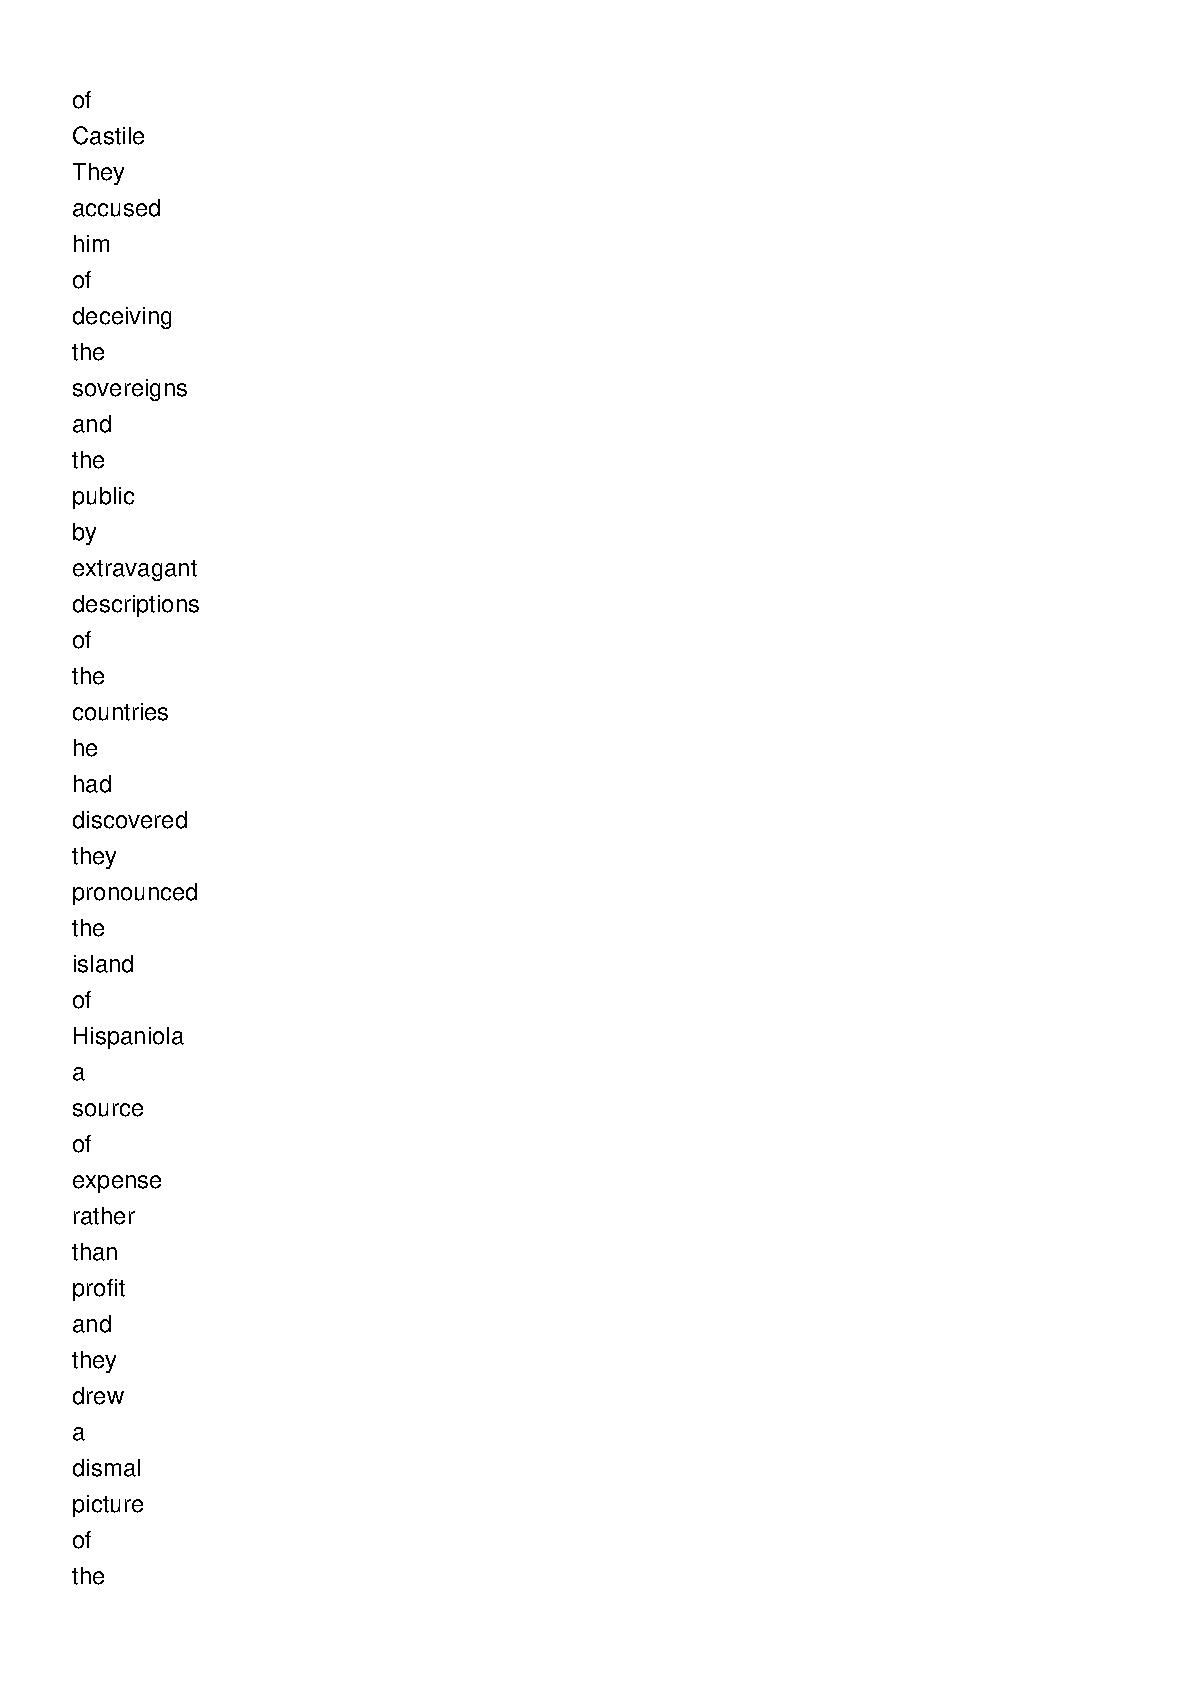 of
Castile
They
accused
him
of
deceiving
the
sovereigns
and
the
public
by
extravagant
descriptions
of
the
countries
he
had
discovered
they
pronounced
the
island
of
Hispaniola
a
source
of
expense
rather
than
profit
and
they
drew
a
dismal
picture
of
the